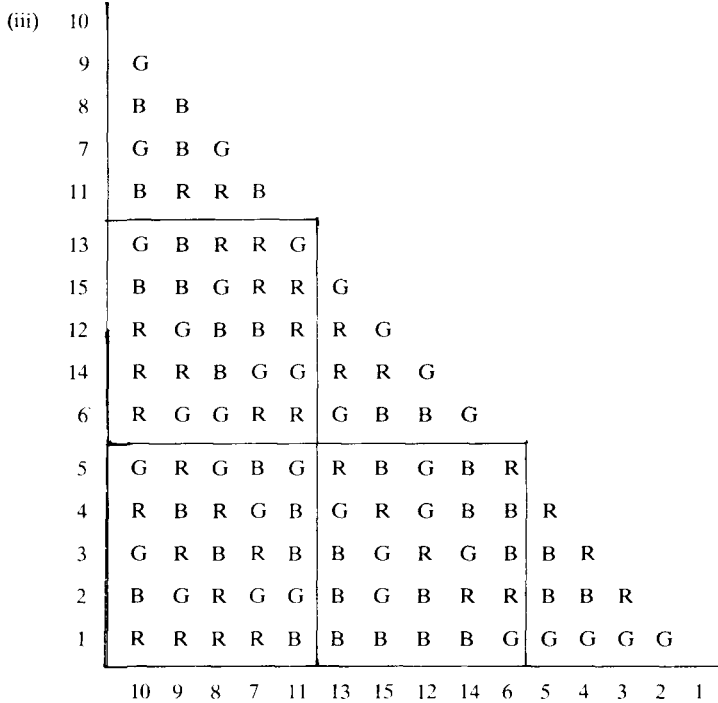 (iii) 10
9 G
8 B B
7 G B G
11 B R R B
13 G B R R G
15 B B G R R G
12 R G B B R R G
14 R R B G G R R G
6 R G G R R G B B G
5 G R G B G R B G B R
4 R B R G B G R G B B R
3 G R B R B B G R G B B R
2 B G R G G B G B R R B B R
1 R R R R B B B B B G G G G G
10 9 8 7 11 13 15 12 14 6 5 4 3 2 1